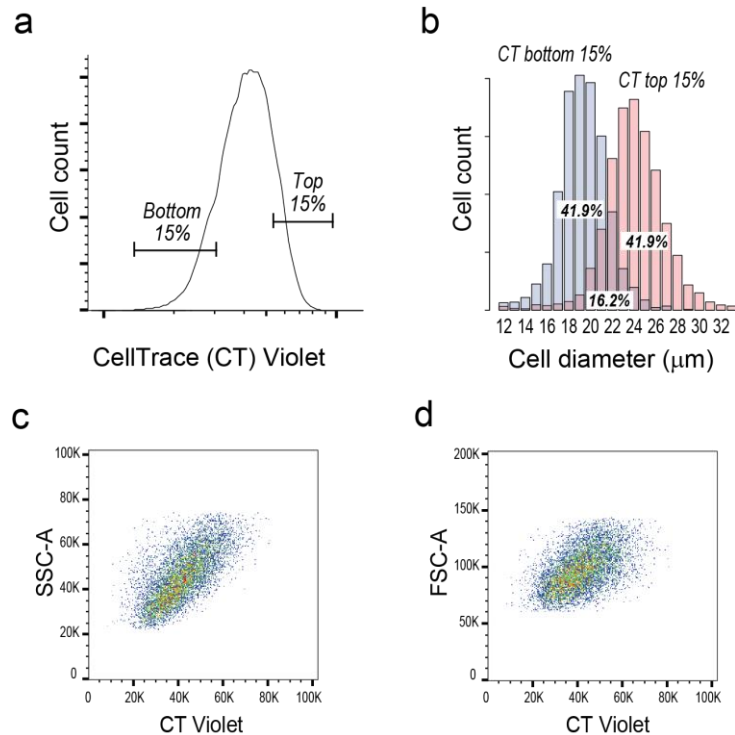 a
Cell count
Bottom
15%
Top
15%
CellTrace (CT) Violet
b
Cell count
CT bottom 15%
CT top 15%
41.9%
41.9%
16.2%
12 14 16 18 20 22 24 26 28 30 32
Cell diameter (μm)
c
SSC-A
100K
80K
60K
40K
20K
0
0 20K 40K 60K 80K 100K
CT Violet
d
FSC-A
200K
150K
100K
50K
0
0 20K 40K 60K 80K 100K
CT Violet